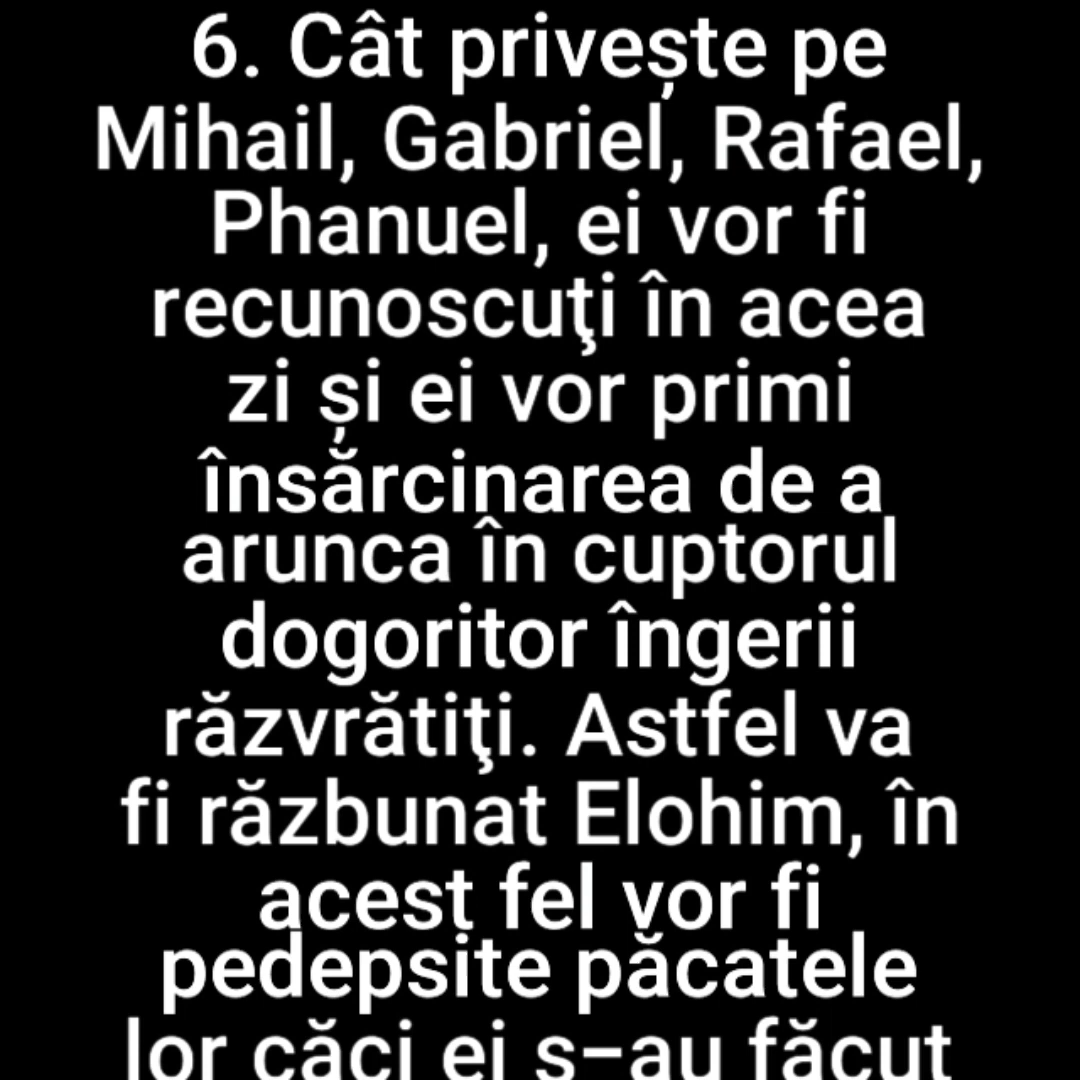 6. Cât privește pe
Mihail, Gabriel, Rafael,
Phanuel, ei vor fi
recunoscuţi în acea
zi și ei vor primi
însărcinarea de a
arunca în cuptorul
dogoritor îngerii
răzvrătiţi. Astfel va
fi răzbunat Elohim, în
acest fel vor fi
pedepsite păcatele
lor căci ei s–au făcut